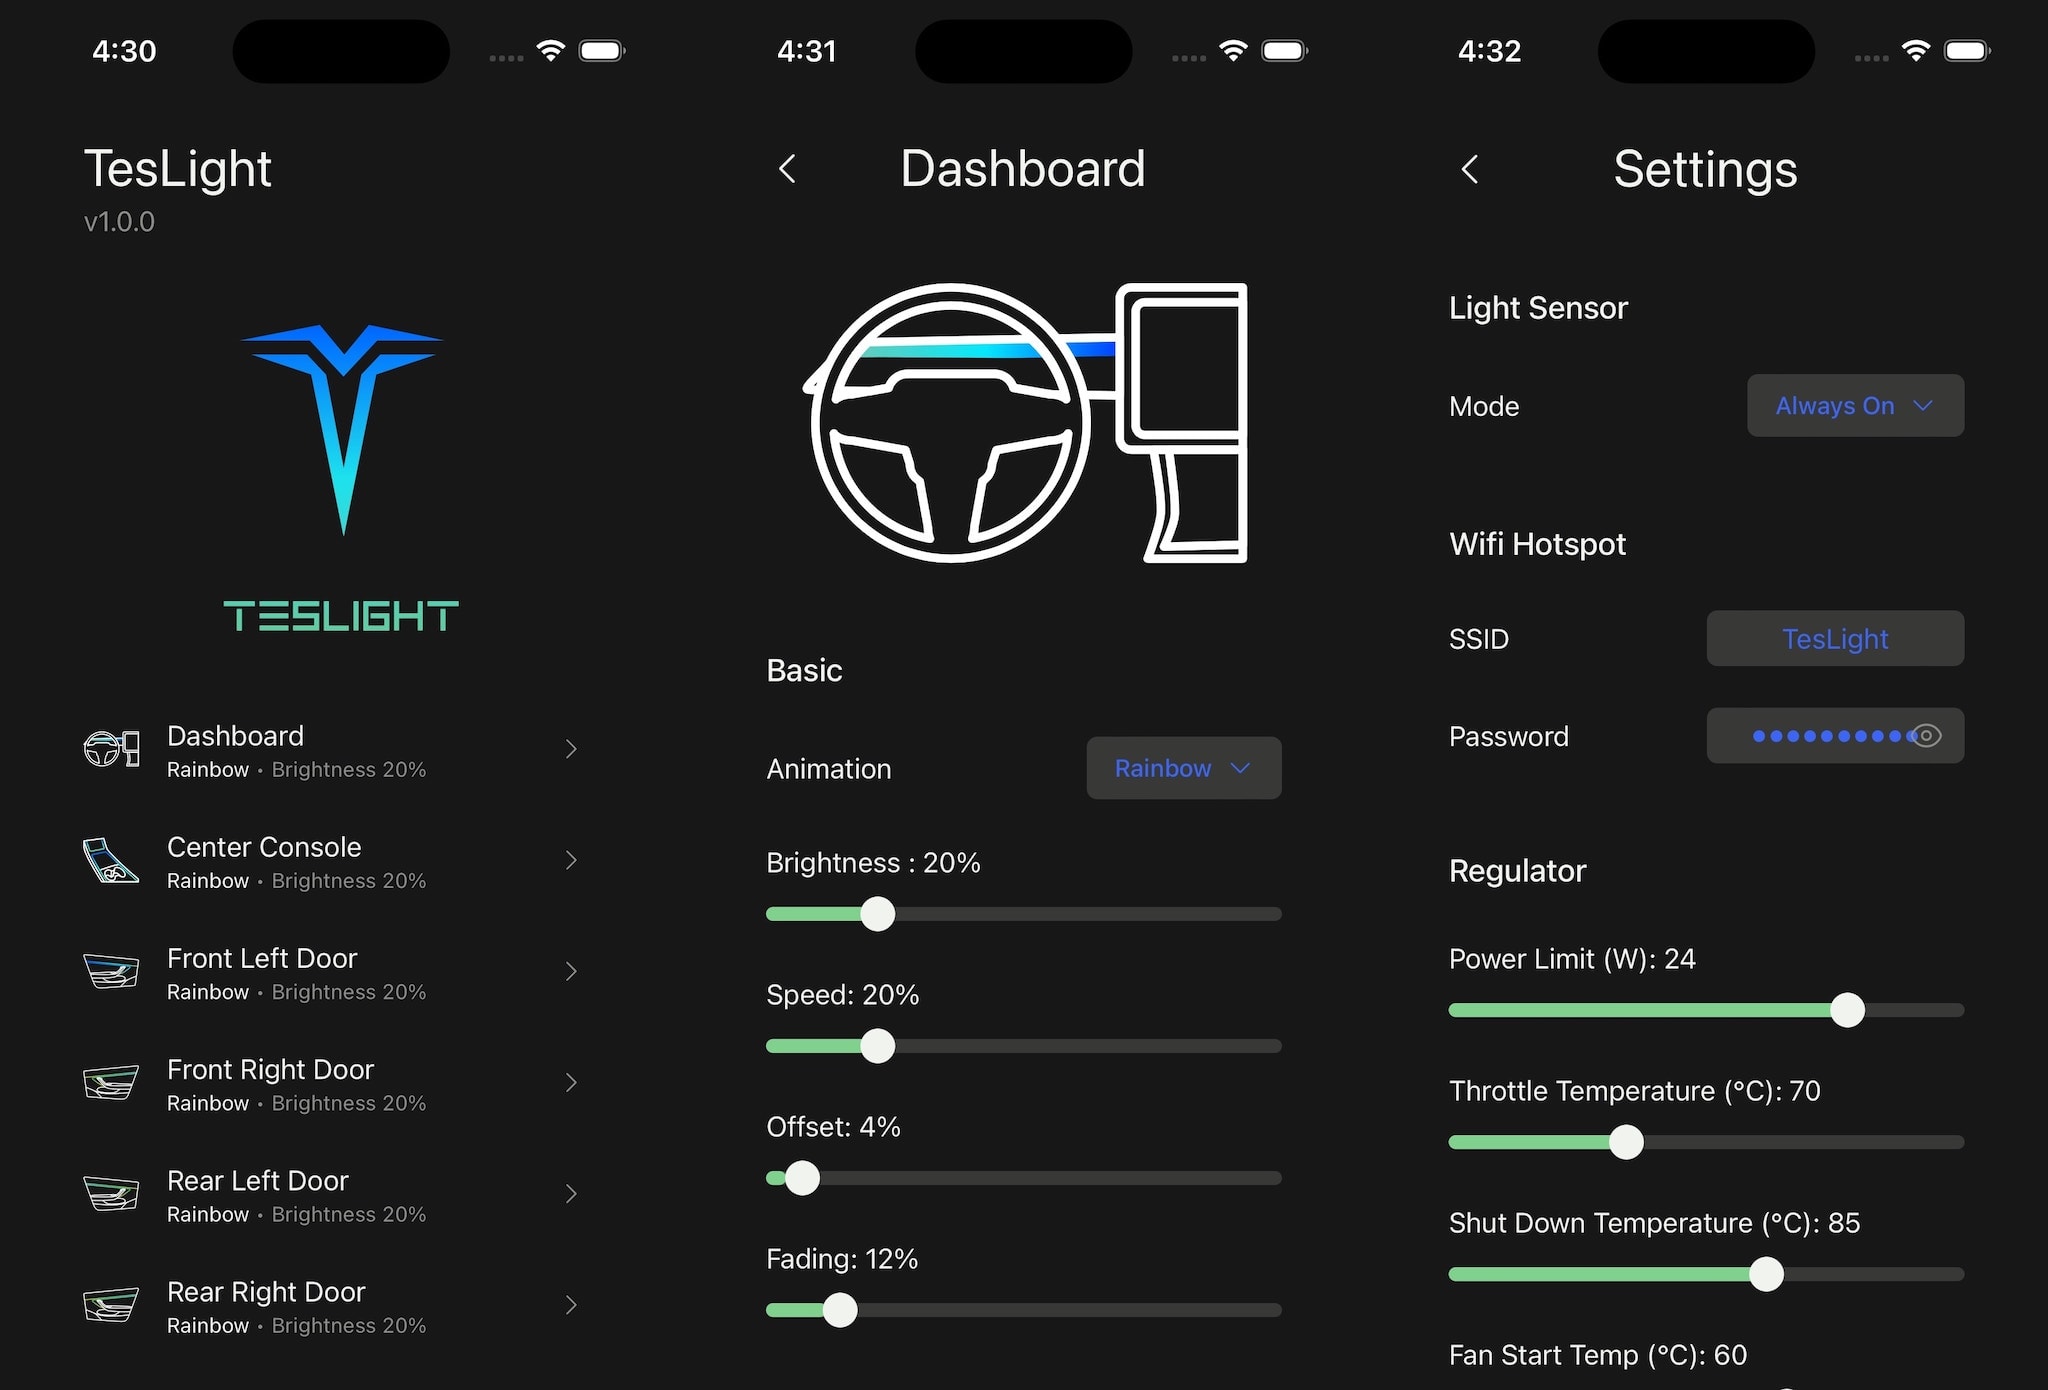 4:30
TesLight
v1.0.0
TESLIGHT
Dashboard
Rainbow • Brightness 20%
Center Console
Rainbow • Brightness 20%
Front Left Door
Rainbow • Brightness 20%
Front Right Door
Rainbow • Brightness 20%
Rear Left Door
Rainbow • Brightness 20%
Rear Right Door
Rainbow • Brightness 20%
4:31
Dashboard
Basic
Animation
Rainbow
Brightness : 20%
Speed: 20%
Offset: 4%
Fading: 12%
4:32
Settings
Light Sensor
Mode
Always On
Wifi Hotspot
SSID
TesLight
Password
Regulator
Power Limit (W): 24
Throttle Temperature (°C): 70
Shut Down Temperature (°C): 85
Fan Start Temp (°C): 60